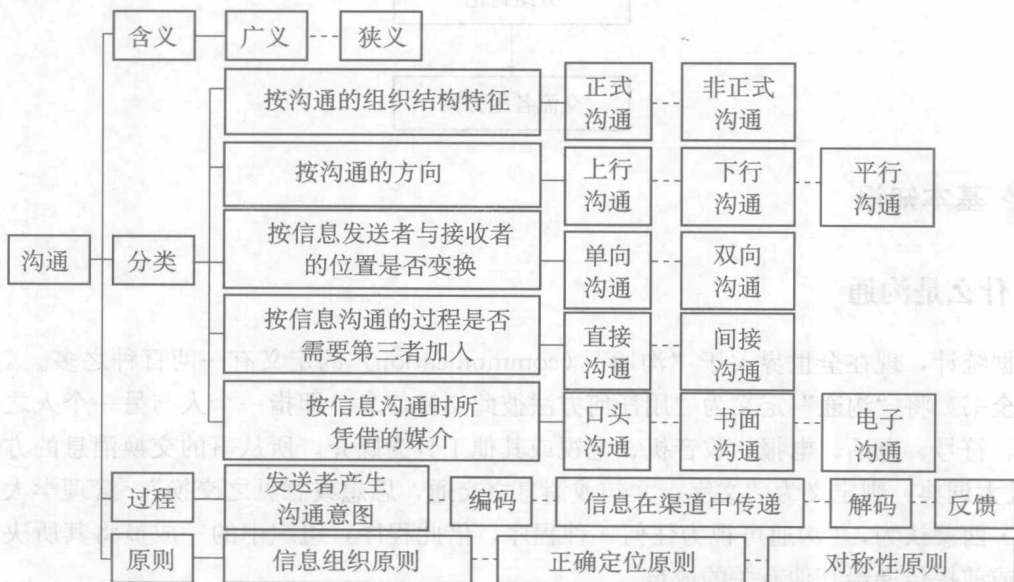 含义
广义
狭义
按沟通的组织结构特征
正式
沟通
非正式
沟通
按沟通的方向
上行
沟通
下行
沟通
平行
沟通
沟通
分类
按信息发送者与接收者
的位置是否变换
单向
沟通
双向
沟通
按信息沟通的过程是否
需要第三者加入
直接
沟通
间接
沟通
按信息沟通时所
凭借的媒介
口头
沟通
书面
沟通
电子
沟通
过程
发送者产生
沟通意图
编码
信息在渠道中传递
解码
反馈
原则
信息组织原则
正确定位原则
对称性原则